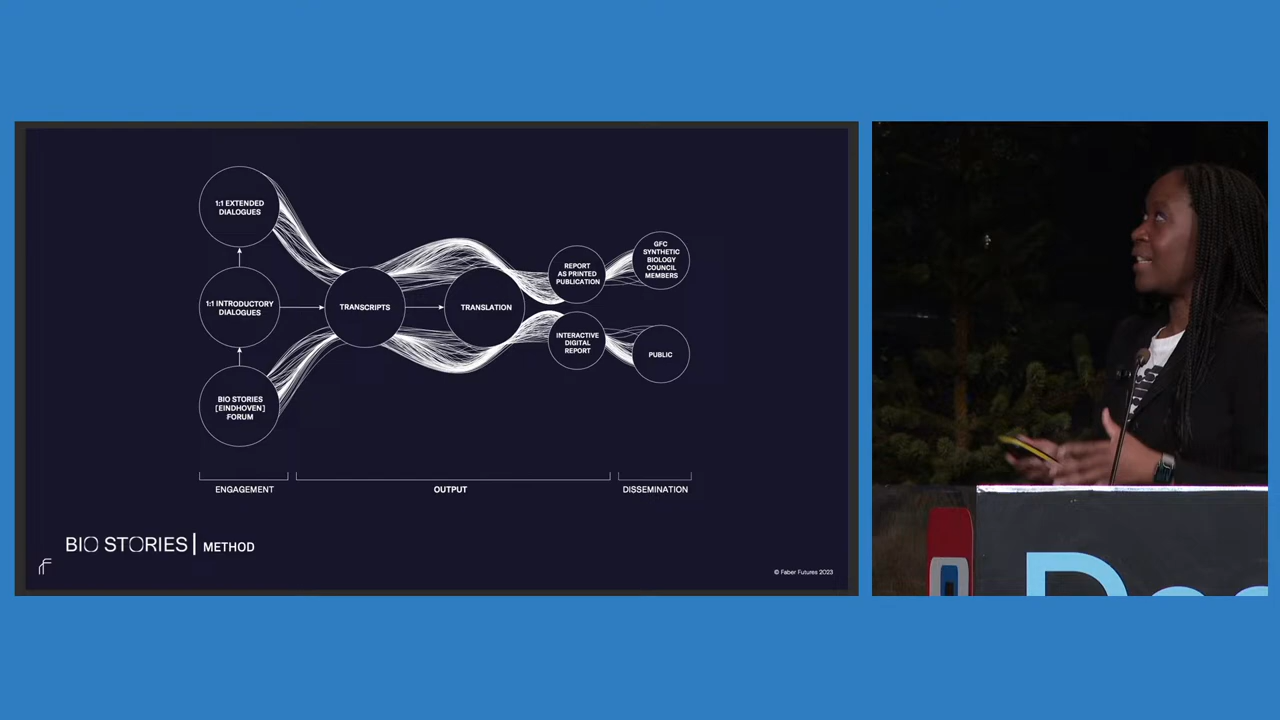 1:1 EXTENDED
DIALOGUES
1:1 INTRODUCTORY
DIALOGUES
BIO STORIES
[EINDHOVEN]
FORUM
TRANSCRIPTS
TRANSLATION
REPORT
AS PRINTED
PUBLICATION
INTERACTIVE
DIGITAL
REPORT
GFC
SYNTHETIC
BIOLOGY
COUNCIL
MEMBERS
PUBLIC
ENGAGEMENT
OUTPUT
DISSEMINATION
BIO STORIES | METHOD
© Faber Futures 2023